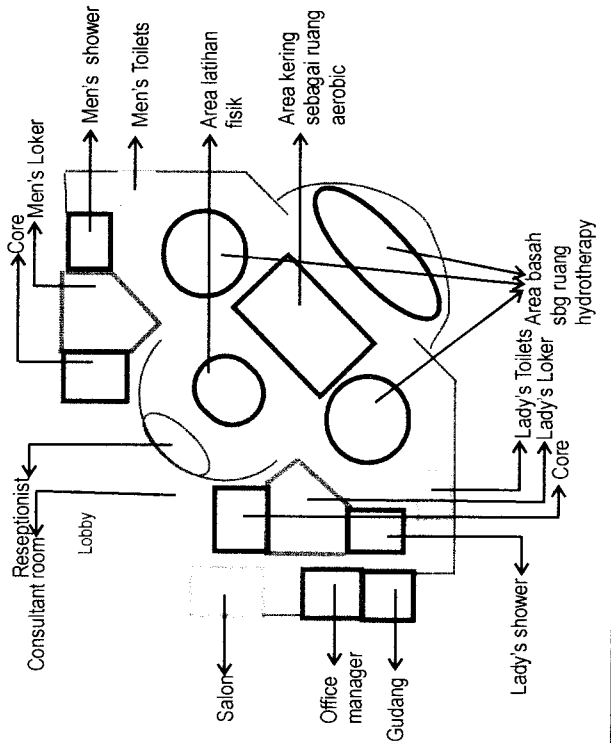 Core
Men's Loker
Men's shower
Men's Toilets
Area latihan
fisik
Area kering
sebagai ruang
aerobic
Reseptionist
Consultant room
Lobby
Area basah
sbg ruang
hydrotherapy
Lady's Toilets
Lady's Loker
Core
Salon
Office
manager
Gudang
Lady's shower